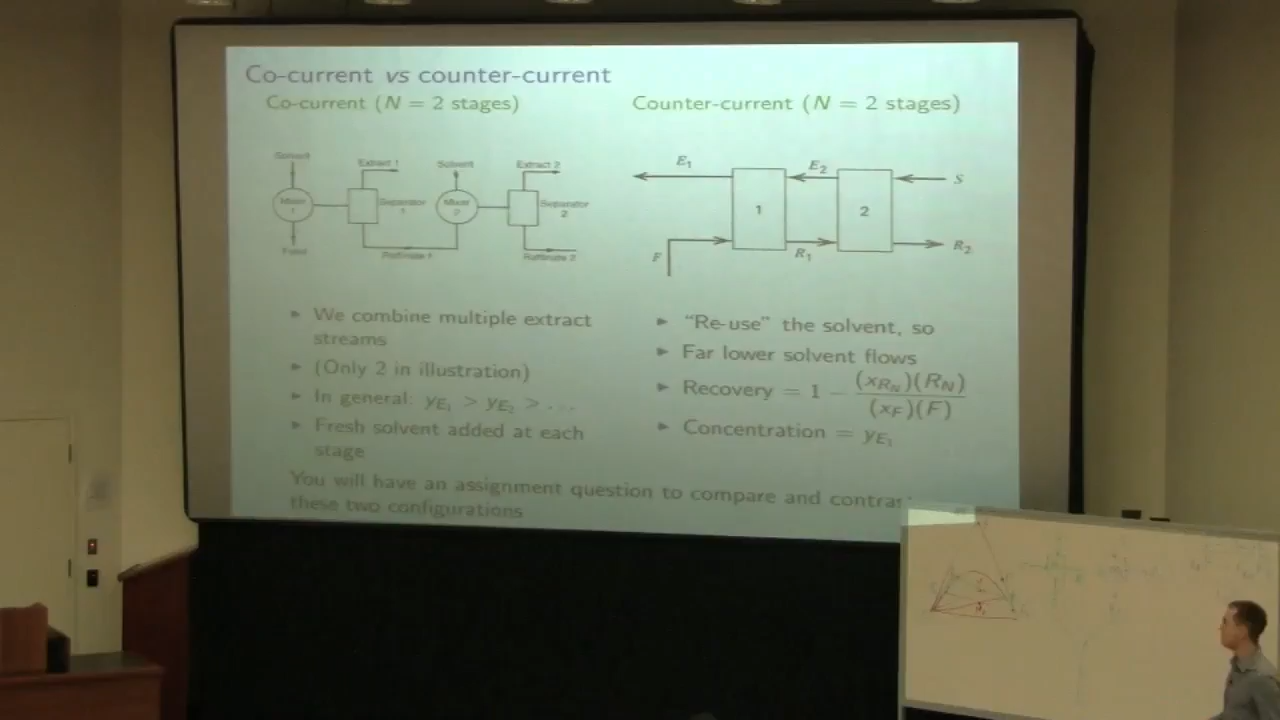 Co-current vs counter-current
Co-current (N = 2 stages)
Solvent
Extract 1
Solvent
Extract 2
Mixer
1
Separator
1
Mixer
2
Separator
2
Feed
Raffinate 1
Raffinate 2
► We combine multiple extract
streams
► (Only 2 in illustration)
► In general: yE1 > yE2 > ...
► Fresh solvent added at each
stage
Counter-current (N = 2 stages)
E1
E2
S
1
2
F
R1
R2
► "Re-use" the solvent, so
► Far lower solvent flows
► Recovery = 1 − (xRN)(RN) / (xF)(F)
► Concentration = yE1
You will have an assignment question to compare and contras
these two configurations